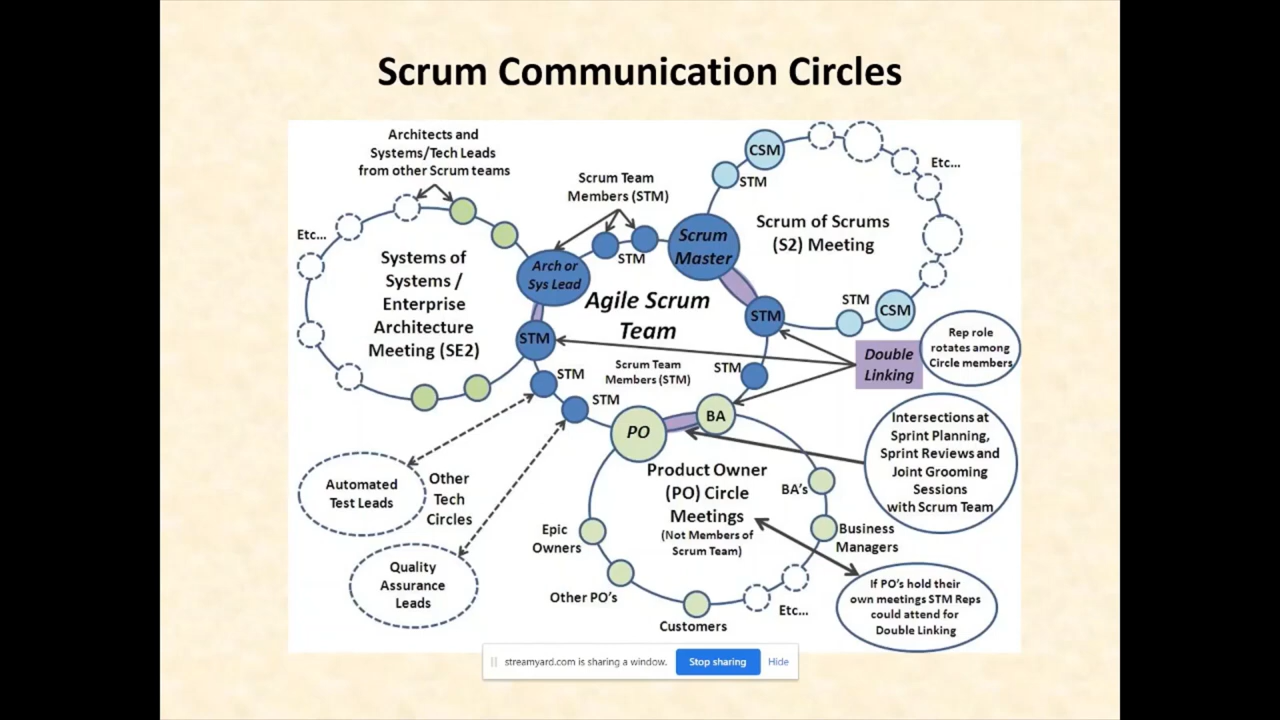 Scrum Communication Circles
Architects and
Systems/Tech Leads
from other Scrum teams
Etc...
Systems of
Systems /
Enterprise
Architecture
Meeting (SE2)
Scrum Team
Members (STM)
STM
Arch or
Sys Lead
Agile Scrum
Team
Scrum
Master
CSM
STM
Etc...
Scrum of Scrums
(S2) Meeting
STM
CSM
STM
STM
Scrum Team
Members (STM)
STM
STM
STM
Double
Linking
Rep role
rotates among
Circle members
PO
BA
Intersections at
Sprint Planning,
Sprint Reviews and
Joint Grooming
Sessions
with Scrum Team
Product Owner
(PO) Circle
Meetings
(Not Members of
Scrum Team)
BA's
Business
Managers
Epic
Owners
Other PO's
Customers
Etc...
If PO's hold their
own meetings STM Reps
could attend for
Double Linking
Automated
Test Leads
Other
Tech
Circles
Quality
Assurance
Leads
streamyard.com is sharing a window.
Stop sharing
Hide